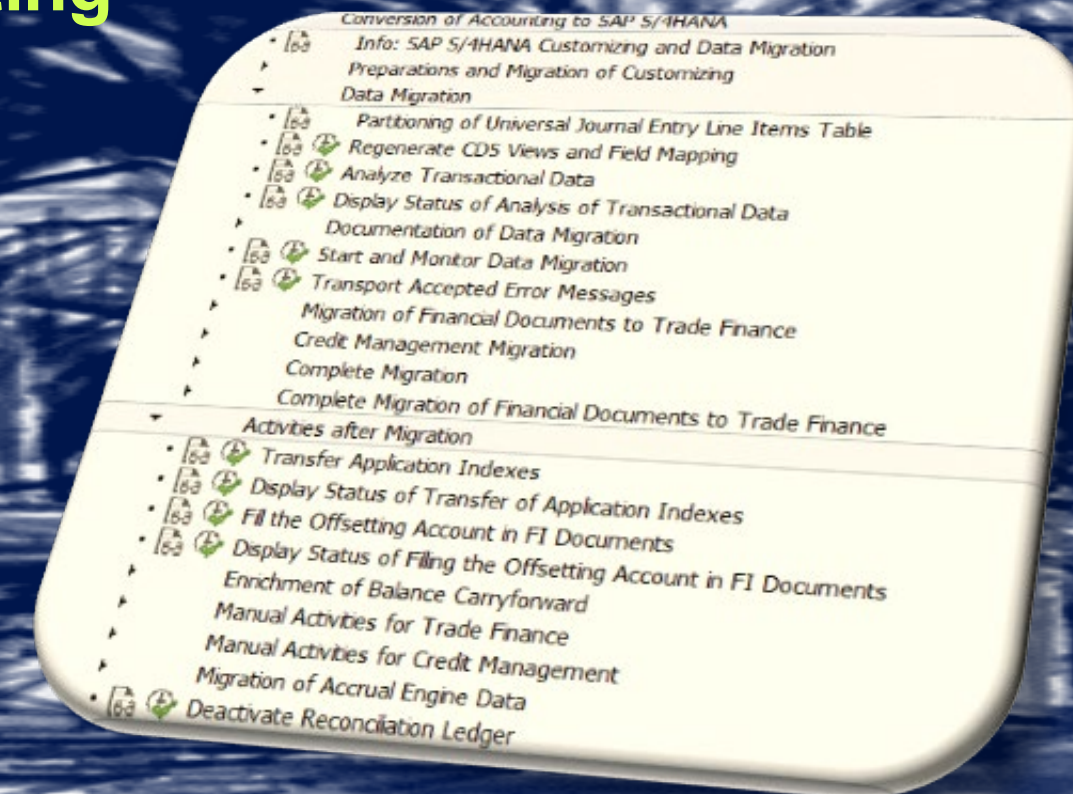 Conversion of Accounting to SAP S/4HANA
Info: SAP S/4HANA Customizing and Data Migration
Preparations and Migration of Customizing
Data Migration
Partitioning of Universal Journal Entry Line Items Table
Regenerate CDS Views and Field Mapping
Analyze Transactional Data
Display Status of Analysis of Transactional Data
Documentation of Data Migration
Start and Monitor Data Migration
Transport Accepted Error Messages
Migration of Financial Documents to Trade Finance
Credit Management Migration
Complete Migration
Complete Migration of Financial Documents to Trade Finance
Activities after Migration
Transfer Application Indexes
Display Status of Transfer of Application Indexes
Fill the Offsetting Account in FI Documents
Display Status of Filling the Offsetting Account in FI Documents
Enrichment of Balance Carryforward
Manual Activities for Trade Finance
Manual Activities for Credit Management
Migration of Accrual Engine Data
Deactivate Reconciliation Ledger